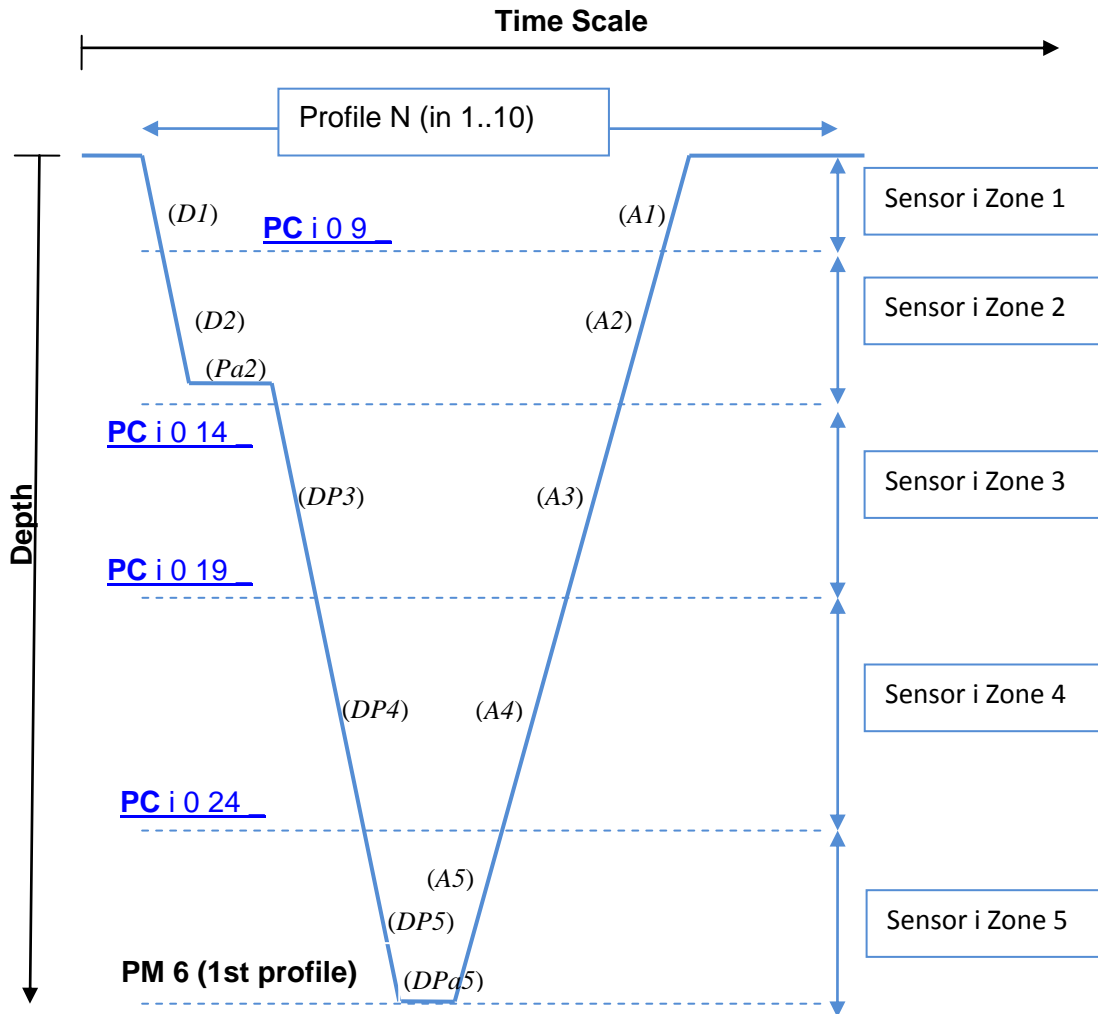 Time Scale
Profile N (in 1..10)
Sensor i Zone 1
(D1)
(A1)
PC i 0 9 _
Sensor i Zone 2
(D2)
(A2)
(Pa2)
PC i 0 14 _
Sensor i Zone 3
(DP3)
(A3)
Depth
PC i 0 19 _
Sensor i Zone 4
(DP4)
(A4)
PC i 0 24 _
(A5)
Sensor i Zone 5
(DP5)
PM 6 (1st profile)
(DPa5)